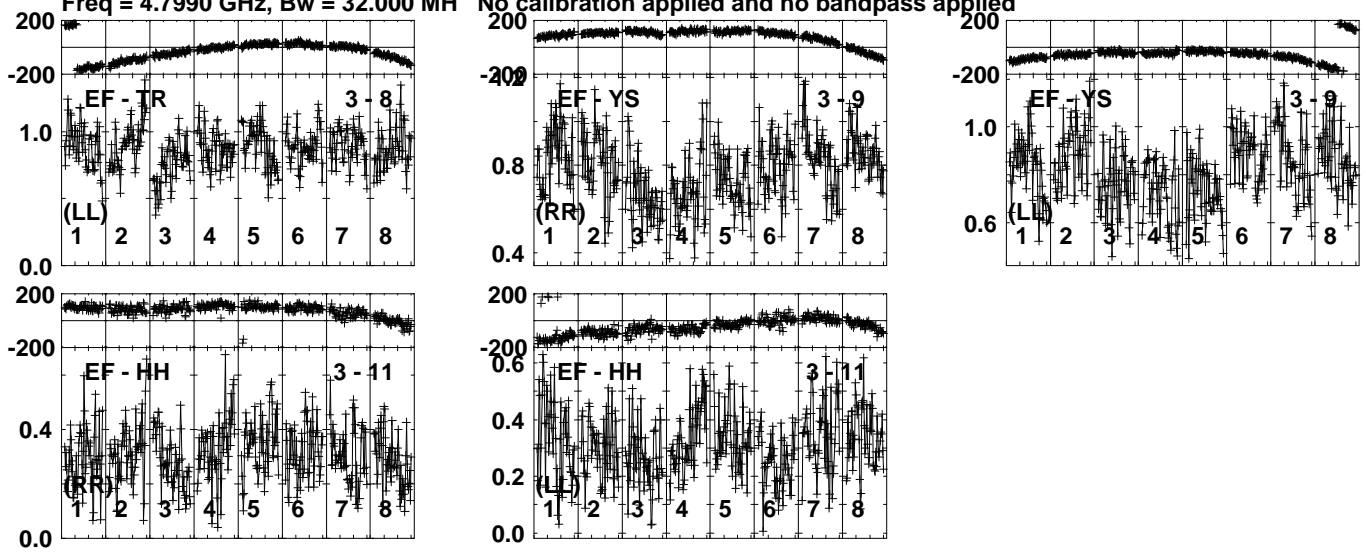 Freq = 4.7990 GHz, Bw = 32.000 MH No calibration applied and no bandpass applied
200
-200
EF - TR 3 - 8
1.0
(LL)
1 2 3 4 5 6 7 8
0.0
200
-200
1.2
EF - YS 3 - 9
0.8
(RR)
1 2 3 4 5 6 7 8
0.4
200
-200
EF - YS 3 - 9
1.0
(LL)
0.6
1 2 3 4 5 6 7 8
200
-200
EF - HH 3 - 11
0.4
(RR)
1 2 3 4 5 6 7 8
0.0
200
-200
0.6
EF - HH 3 - 11
0.4
0.2
(LL)
1 2 3 4 5 6 7 8
0.0